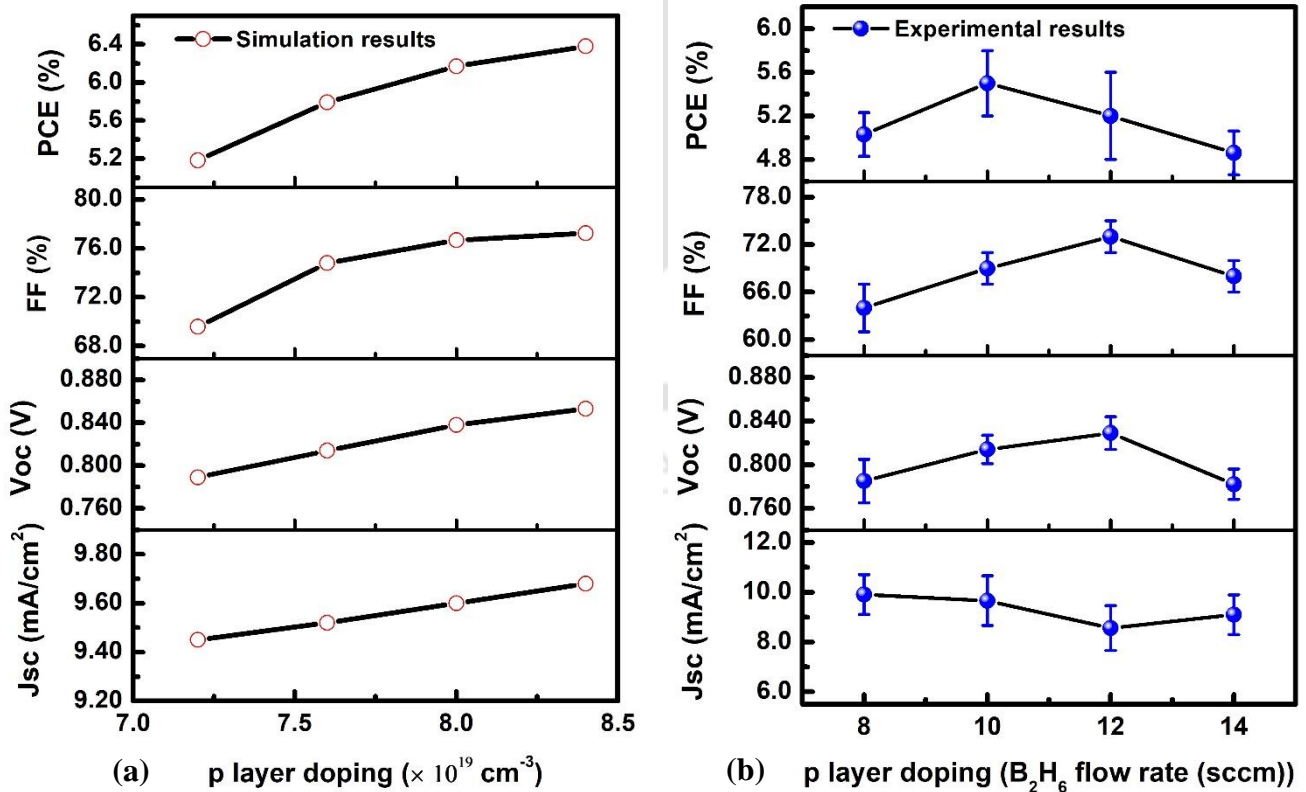 Simulation results
PCE (%)
6.4
6.0
5.6
5.2
FF (%)
80.0
76.0
72.0
68.0
Voc (V)
0.880
0.840
0.800
0.760
Jsc (mA/cm²)
9.80
9.60
9.40
9.20
7.0 7.5 8.0 8.5
(a) p layer doping (× 10¹⁹ cm⁻³)
Experimental results
PCE (%)
6.0
5.6
5.2
4.8
FF (%)
78.0
72.0
66.0
60.0
Voc (V)
0.880
0.840
0.800
0.760
Jsc (mA/cm²)
12.0
10.0
8.0
6.0
8 10 12 14
(b) p layer doping (B₂H₆ flow rate (sccm))